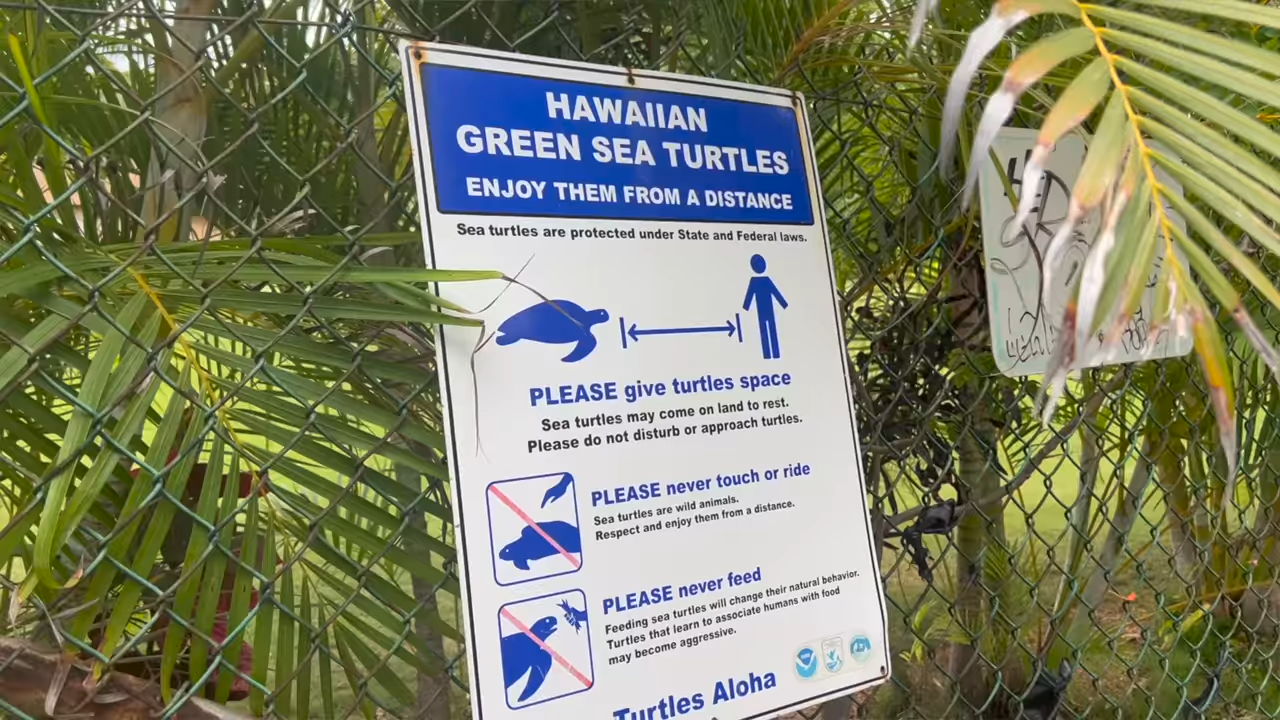 HAWAIIAN
GREEN SEA TURTLES
ENJOY THEM FROM A DISTANCE
Sea turtles are protected under State and Federal laws.
PLEASE give turtles space
Sea turtles may come on land to rest.
Please do not disturb or approach turtles.
PLEASE never touch or ride
Sea turtles are wild animals.
Respect and enjoy them from a distance.
PLEASE never feed
Feeding sea turtles will change their natural behavior.
Turtles that learn to associate humans with food
may become aggressive.
Turtles Aloha